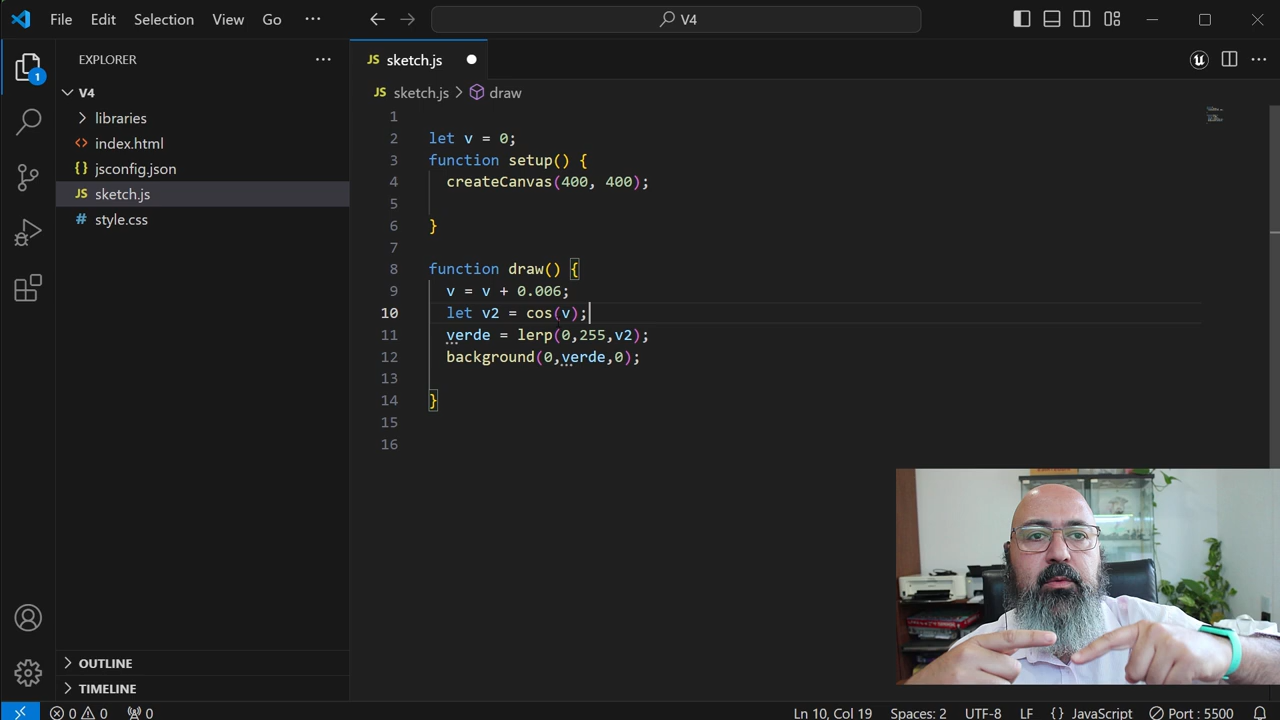 File Edit Selection View Go ··· V4
EXPLORER ···
V4
libraries
index.html
{} jsconfig.json
JS sketch.js
# style.css
OUTLINE
TIMELINE
1
JS sketch.js
JS sketch.js > draw
1
2 let v = 0;
3 function setup() {
4 createCanvas(400, 400);
5
6 }
7
8 function draw() {
9 v = v + 0.006;
10 let v2 = cos(v);
11 verde = lerp(0,255,v2);
12 background(0,verde,0);
13
14 }
15
16
0 0 0 Ln 10, Col 19 Spaces: 2 UTF-8 LF {} JavaScript Port : 5500